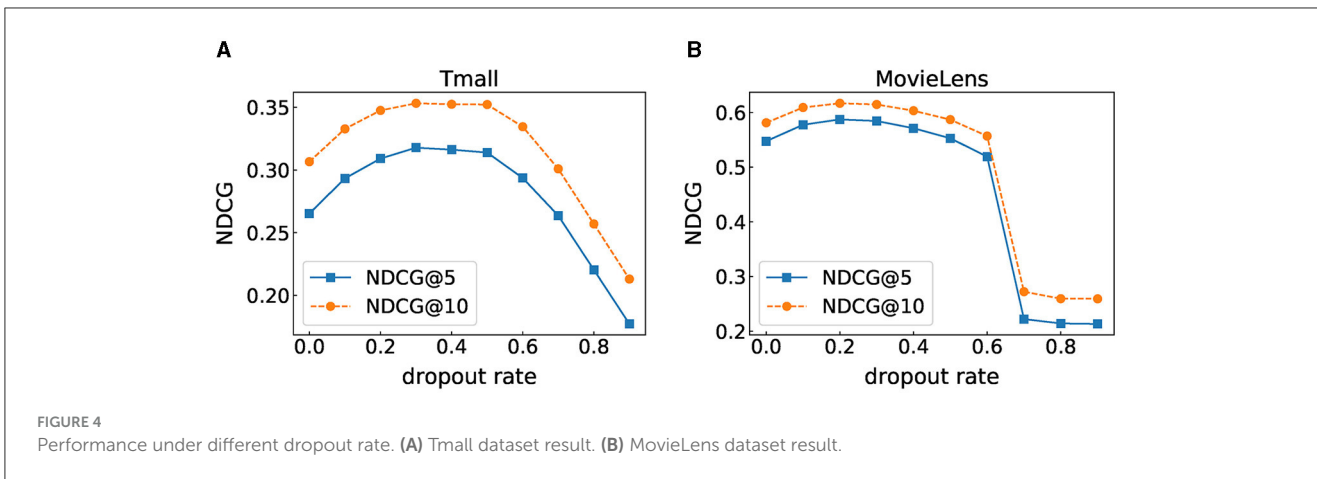 A
Tmall
0.35
0.30
0.25
0.20
NDCG
NDCG@5
NDCG@10
0.0 0.2 0.4 0.6 0.8
dropout rate
B
MovieLens
0.6
0.5
0.4
0.3
0.2
NDCG
NDCG@5
NDCG@10
0.0 0.2 0.4 0.6 0.8
dropout rate
FIGURE 4
Performance under different dropout rate. (A) Tmall dataset result. (B) MovieLens dataset result.